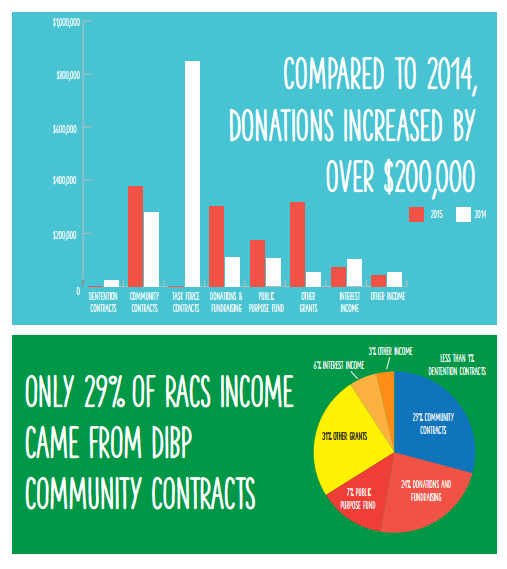 $1,000,000
$800,000
$600,000
$400,000
$200,000
0
COMPARED TO 2014,
DONATIONS INCREASED BY
OVER $200,000
2015 2014
DENTENTION
CONTRACTS
COMMUNITY
CONTRACTS
TASK FORCE
CONTRACTS
DONATIONS &
FUNDRAISING
PUBLIC
PURPOSE FUND
OTHER
GRANTS
INTEREST
INCOME
OTHER INCOME
ONLY 29% OF RACS INCOME
CAME FROM DIBP
COMMUNITY CONTRACTS
3% OTHER INCOME
6% INTEREST INCOME
LESS THAN 1%
DENTENTION CONTRACTS
29% COMMUNITY
CONTRACTS
31% OTHER GRANTS
24% DONATIONS AND
FUNDRAISING
7% PUBLIC
PURPOSE FUND